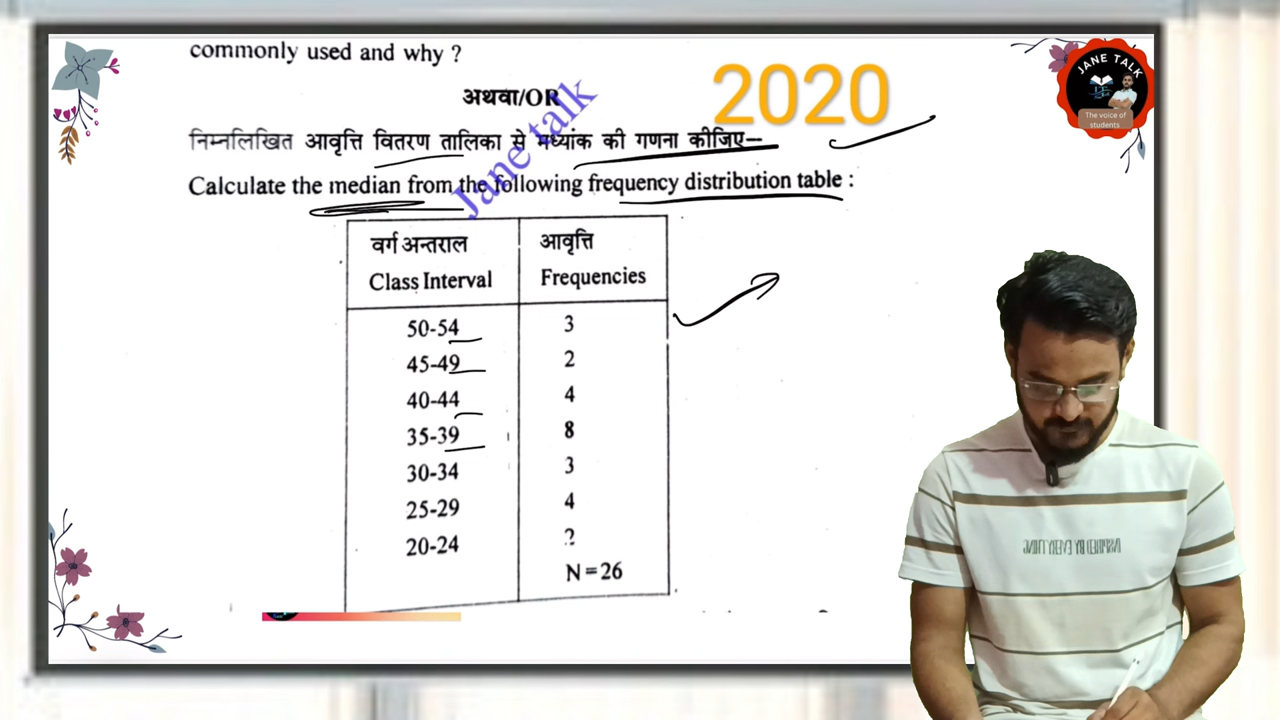 commonly used and why ?
अथवा/OR
2020
निम्नलिखित आवृत्ति वितरण तालिका से मध्यांक की गणना कीजिए—
Calculate the median from the following frequency distribution table :
Jane talk
वर्ग अन्तराल आवृत्ति
Class Interval Frequencies
50-54 3
45-49 2
40-44 4
35-39 8
30-34 3
25-29 4
20-24 2
N = 26
JANE TALK
The voice of
students
INSPIRED BY EVERYTHING